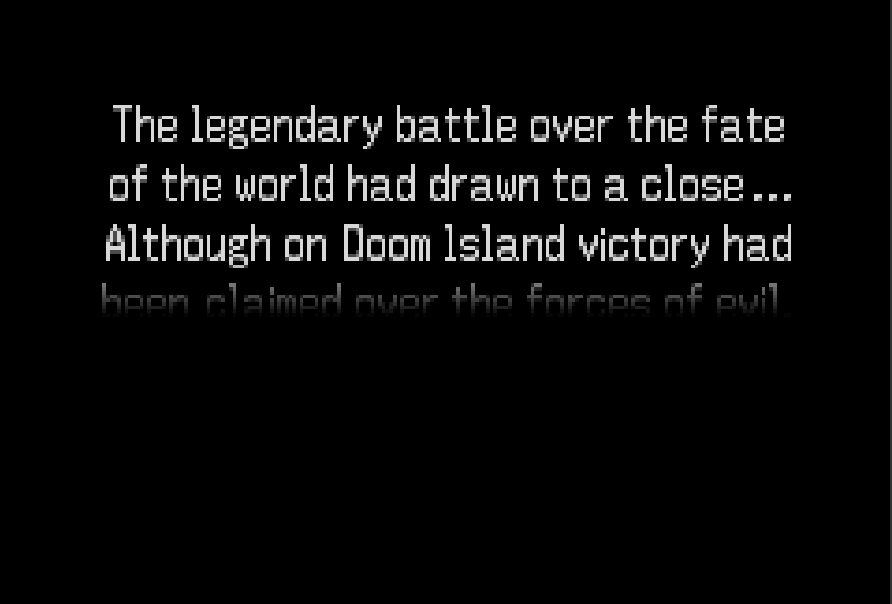 The legendary battle over the fate
of the world had drawn to a close...
Although on Doom Island victory had
been claimed over the forces of evil,